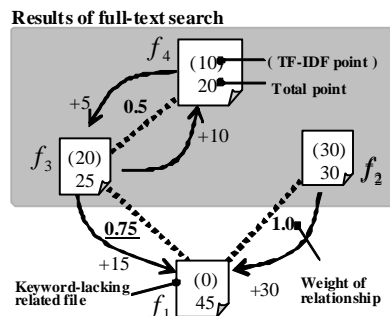 Results of full-text search
f4
(10)
20
( TF-IDF point )
Total point
+5
0.5
+10
f3
(20)
25
(30)
30
f2
0.75
1.0
+15
(0)
45
+30
Keyword-lacking
related file
f1
Weight of
relationship